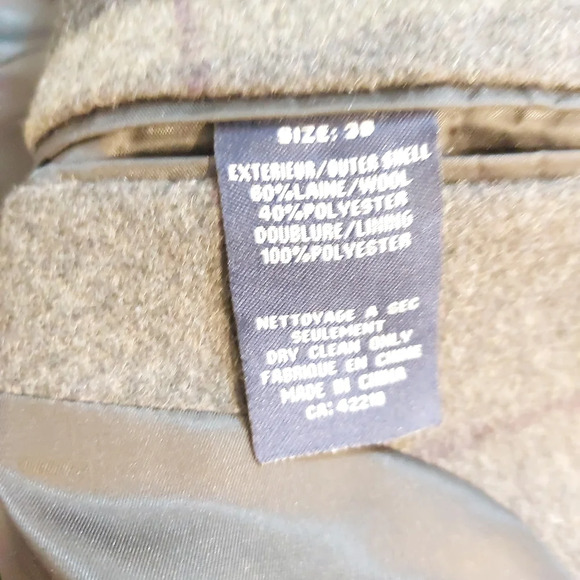 SIZE: 38
EXTERIEUR/OUTER SHELL
60%LAINE/WOOL
40%POLYESTER
DOUBLURE/LINING
100%POLYESTER
NETTOYAGE A SEC
SEULEMENT
DRY CLEAN ONLY
FABRIQUE EN CHINE
MADE IN CHINA
CA: 42218